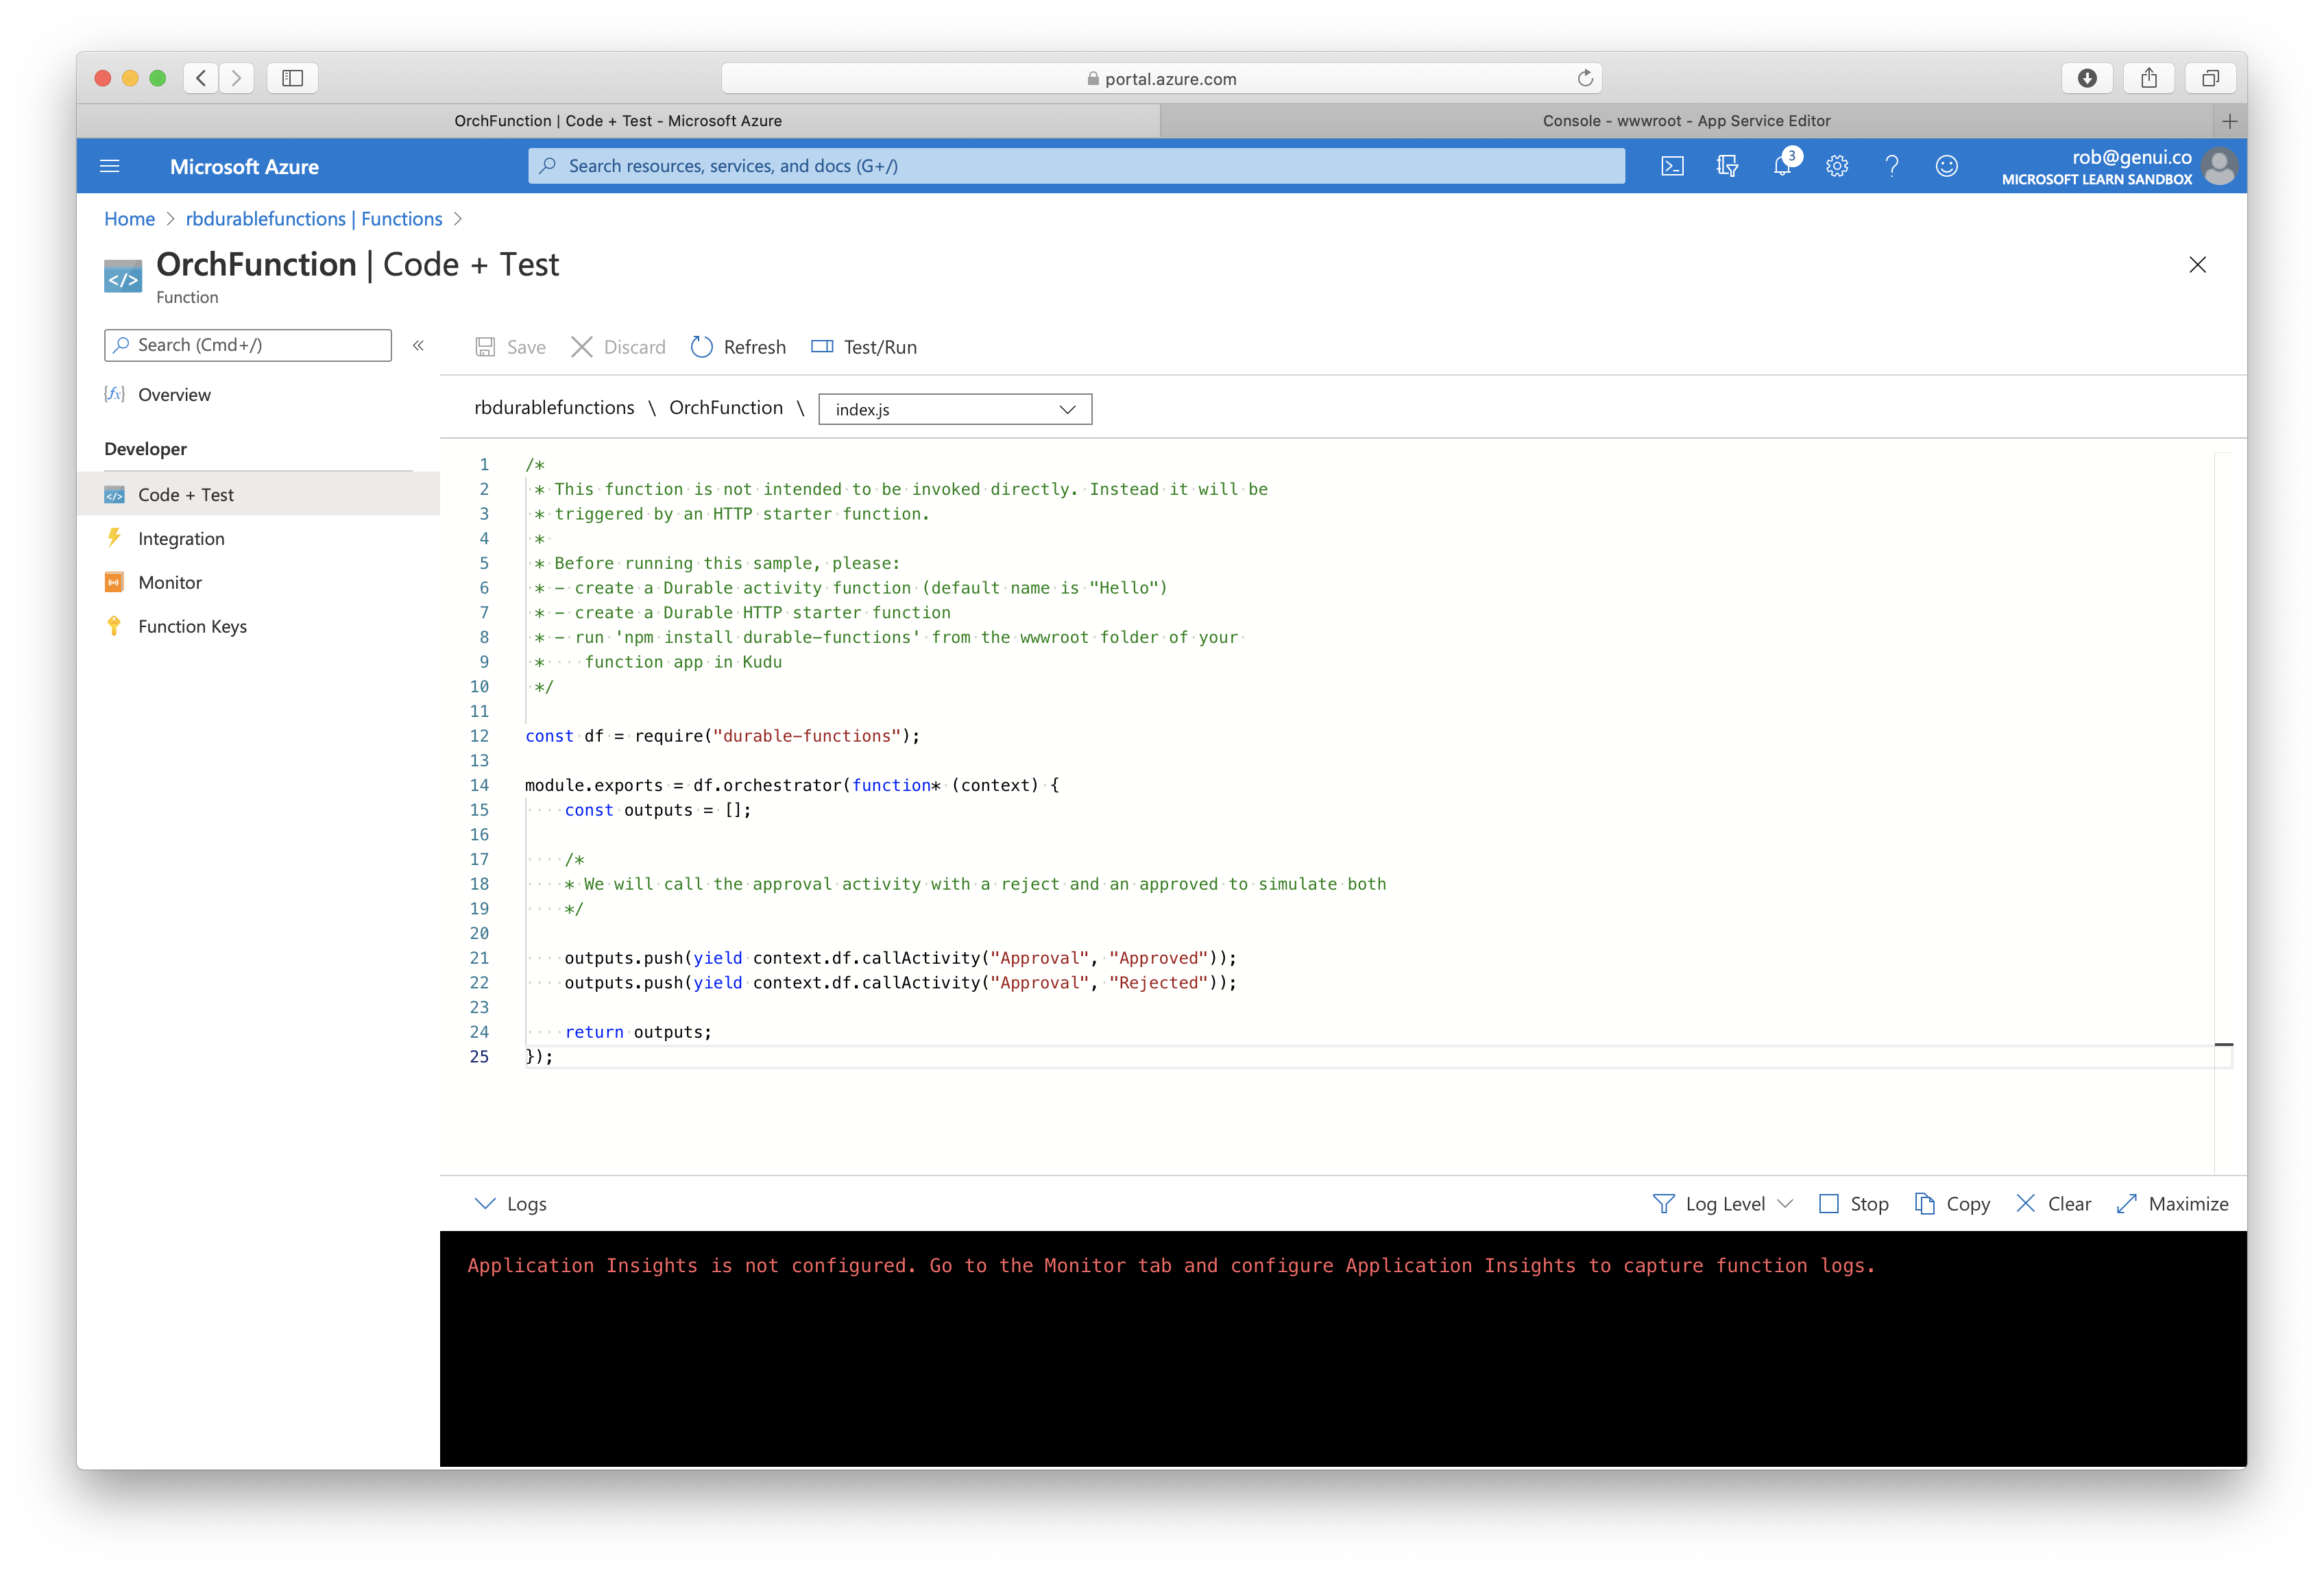 portal.azure.com
OrchFunction | Code + Test - Microsoft Azure
Console - wwwroot - App Service Editor
Microsoft Azure
Search resources, services, and docs (G+/)
3
rob@genui.co
MICROSOFT LEARN SANDBOX
Home > rbdurablefunctions | Functions >
OrchFunction | Code + Test
Function
Search (Cmd+/)
«
Overview
Developer
Code + Test
Integration
Monitor
Function Keys
Save Discard Refresh Test/Run
rbdurablefunctions \ OrchFunction \ index.js
1 /*
2 * This function is not intended to be invoked directly. Instead it will be
3 * triggered by an HTTP starter function.
4 *
5 * Before running this sample, please:
6 * - create a Durable activity function (default name is "Hello")
7 * - create a Durable HTTP starter function
8 * - run 'npm install durable-functions' from the wwwroot folder of your
9 * function app in Kudu
10 */
11
12 const df = require("durable-functions");
13
14 module.exports = df.orchestrator(function* (context) {
15 const outputs = [];
16
17 /*
18 * We will call the approval activity with a reject and an approved to simulate both
19 */
20
21 outputs.push(yield context.df.callActivity("Approval", "Approved"));
22 outputs.push(yield context.df.callActivity("Approval", "Rejected"));
23
24 return outputs;
25 });
Logs
Log Level Stop Copy Clear Maximize
Application Insights is not configured. Go to the Monitor tab and configure Application Insights to capture function logs.